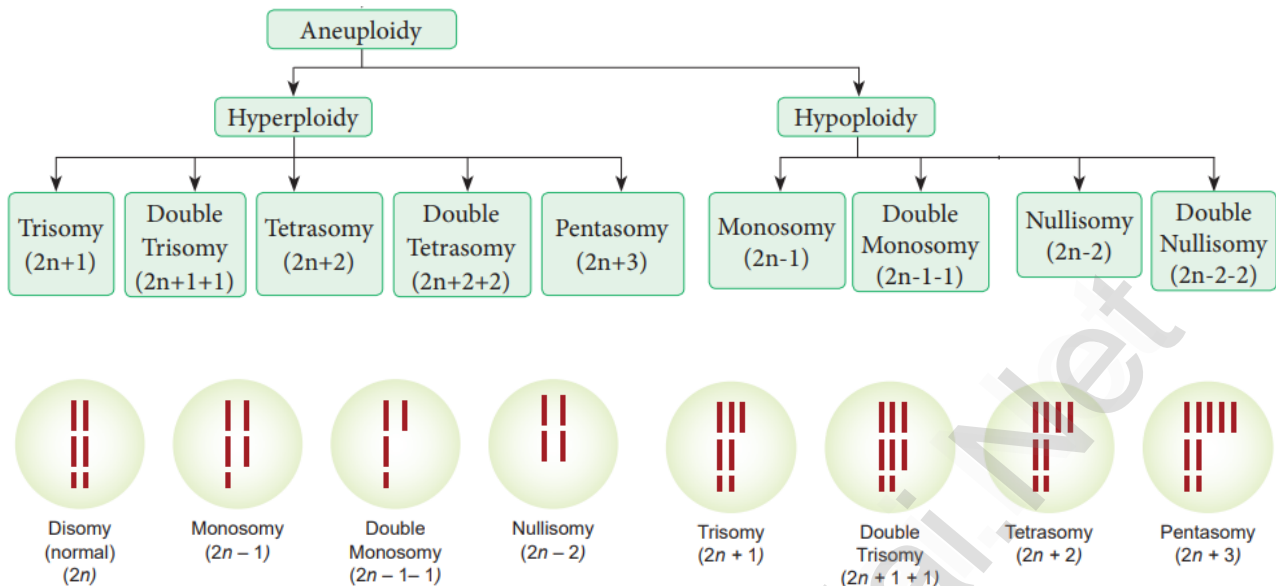 Aneuploidy
Hyperploidy
Hypoploidy
Trisomy
(2n+1)
Double
Trisomy
(2n+1+1)
Tetrasomy
(2n+2)
Double
Tetrasomy
(2n+2+2)
Pentasomy
(2n+3)
Monosomy
(2n-1)
Double
Monosomy
(2n-1-1)
Nullisomy
(2n-2)
Double
Nullisomy
(2n-2-2)
Disomy
(normal)
(2n)
Monosomy
(2n – 1)
Double
Monosomy
(2n – 1– 1)
Nullisomy
(2n – 2)
Trisomy
(2n + 1)
Double
Trisomy
(2n + 1 + 1)
Tetrasomy
(2n + 2)
Pentasomy
(2n + 3)
ai.Net